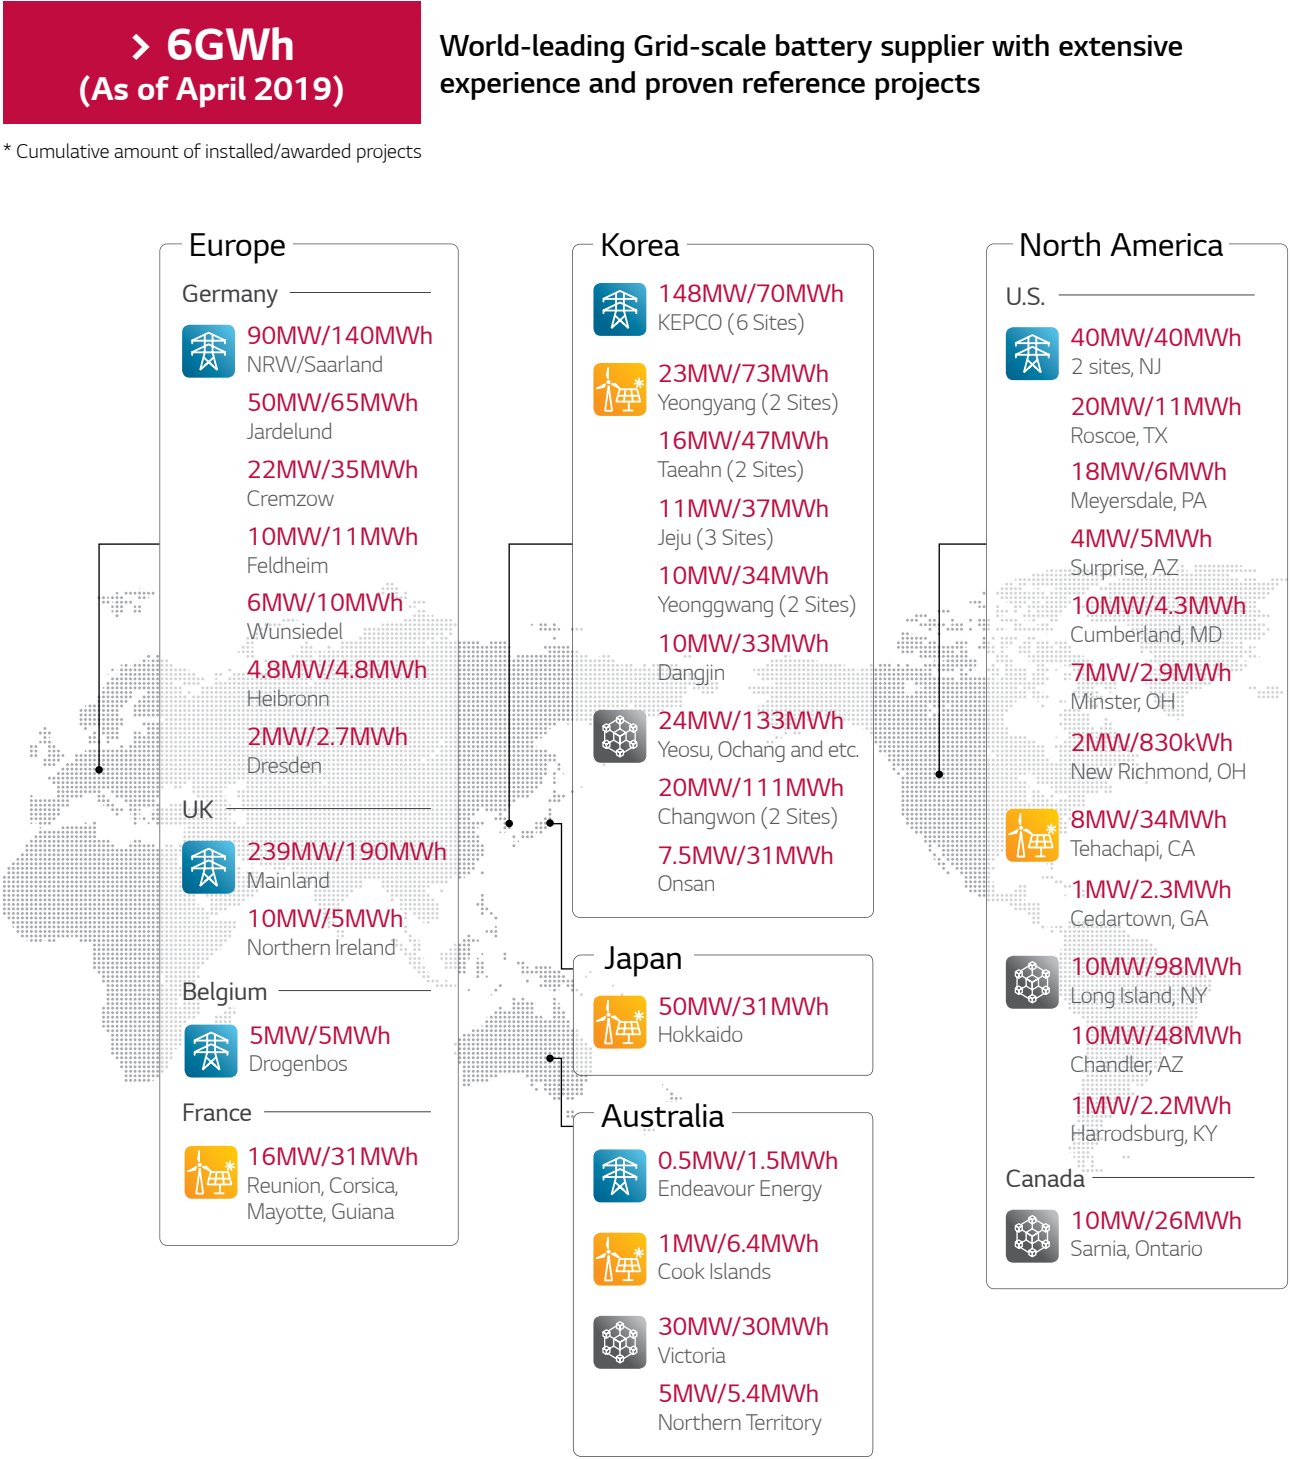 > 6GWh
(As of April 2019)
World-leading Grid-scale battery supplier with extensive
experience and proven reference projects
* Cumulative amount of installed/awarded projects
Europe
Germany
90MW/140MWh
NRW/Saarland
50MW/65MWh
Jardelund
22MW/35MWh
Cremzow
10MW/11MWh
Feldheim
6MW/10MWh
Wunsiedel
4.8MW/4.8MWh
Heibronn
2MW/2.7MWh
Dresden
UK
239MW/190MWh
Mainland
10MW/5MWh
Northern Ireland
Belgium
5MW/5MWh
Drogenbos
France
16MW/31MWh
Reunion, Corsica,
Mayotte, Guiana
Korea
148MW/70MWh
KEPCO (6 Sites)
23MW/73MWh
Yeongyang (2 Sites)
16MW/47MWh
Taeahn (2 Sites)
11MW/37MWh
Jeju (3 Sites)
10MW/34MWh
Yeonggwang (2 Sites)
10MW/33MWh
Dangjin
24MW/133MWh
Yeosu, Ochang and etc.
20MW/111MWh
Changwon (2 Sites)
7.5MW/31MWh
Onsan
Japan
50MW/31MWh
Hokkaido
Australia
0.5MW/1.5MWh
Endeavour Energy
1MW/6.4MWh
Cook Islands
30MW/30MWh
Victoria
5MW/5.4MWh
Northern Territory
North America
U.S.
40MW/40MWh
2 sites, NJ
20MW/11MWh
Roscoe, TX
18MW/6MWh
Meyersdale, PA
4MW/5MWh
Surprise, AZ
10MW/4.3MWh
Cumberland, MD
7MW/2.9MWh
Minster, OH
2MW/830kWh
New Richmond, OH
8MW/34MWh
Tehachapi, CA
1MW/2.3MWh
Cedartown, GA
10MW/98MWh
Long Island, NY
10MW/48MWh
Chandler, AZ
1MW/2.2MWh
Harrodsburg, KY
Canada
10MW/26MWh
Sarnia, Ontario